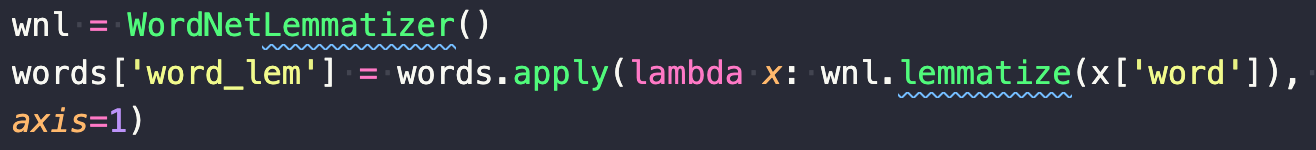 wnl = WordNetLemmatizer()
words['word_lem'] = words.apply(lambda x: wnl.lemmatize(x['word']),
axis=1)